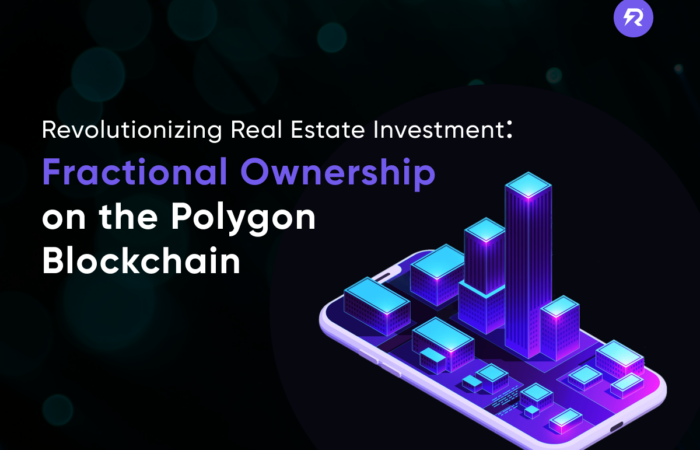 Revolutionizing Real Estate Investment:
Fractional Ownership
on the Polygon
Blockchain